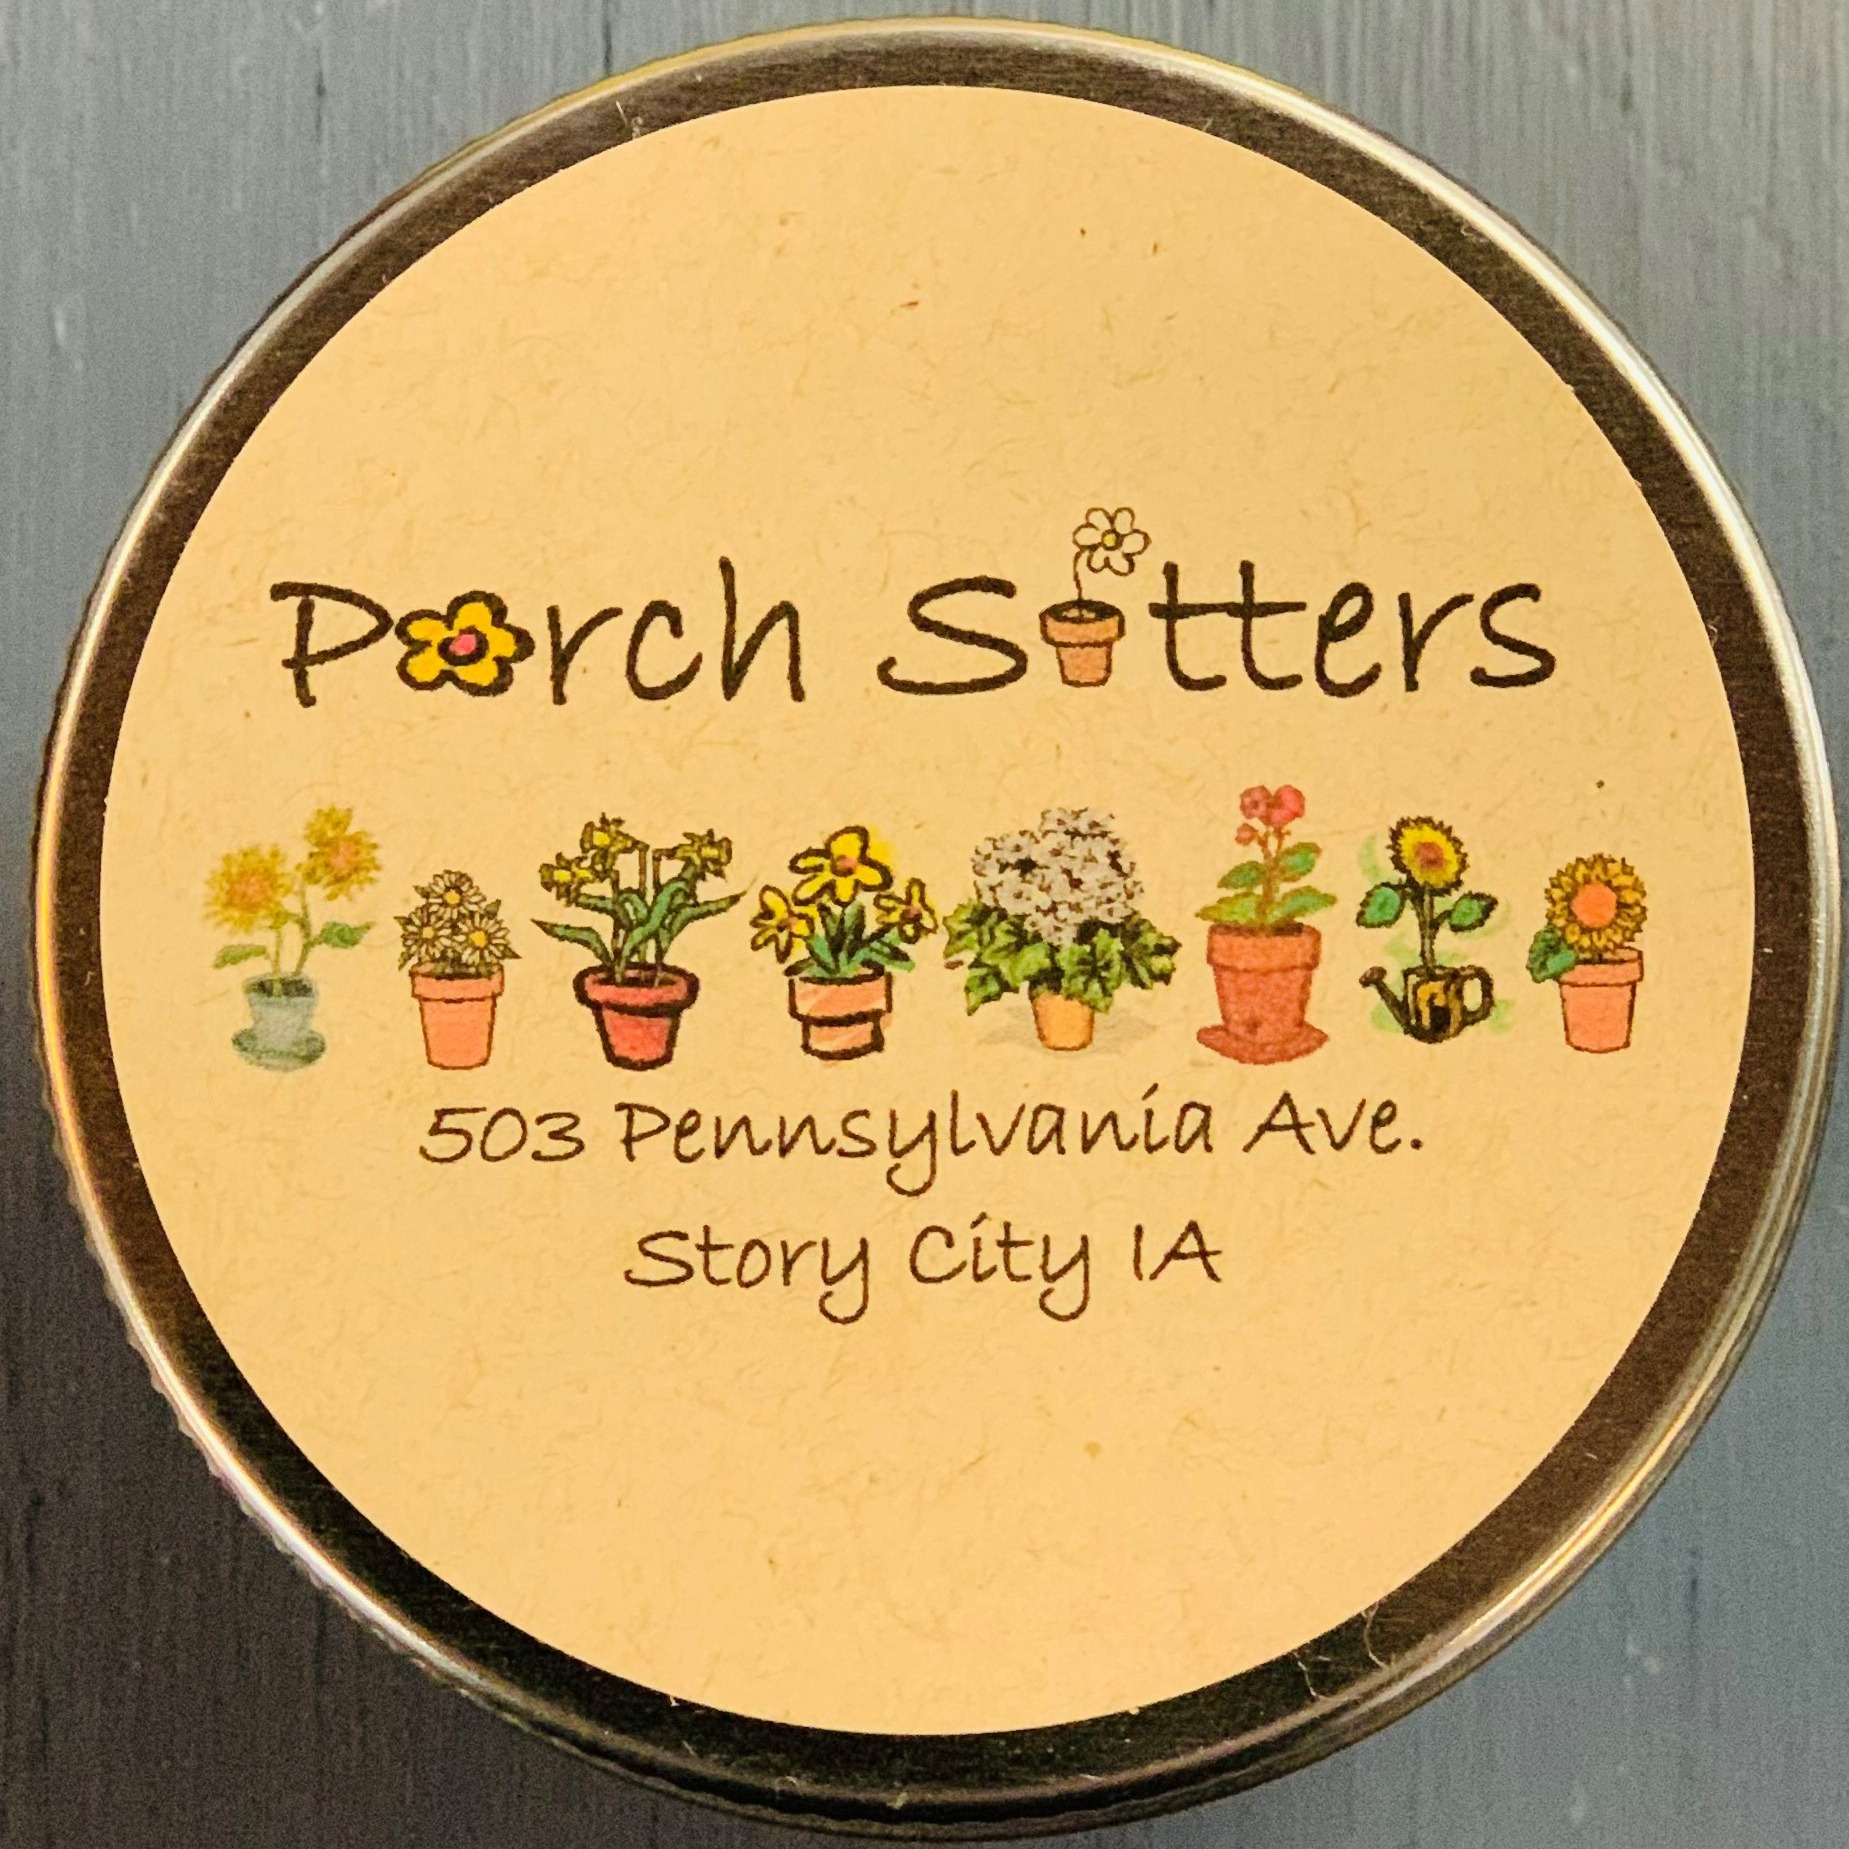 Porch Sitters
503 Pennsylvania Ave.
Story City IA